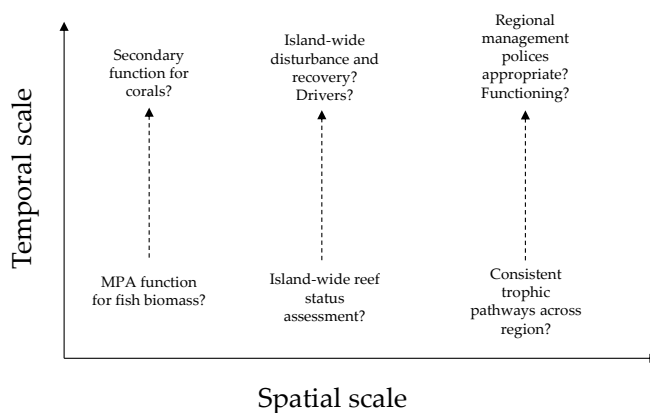 Temporal scale
Secondary
function for
corals?
Island-wide
disturbance and
recovery?
Drivers?
Regional
management
polices
appropriate?
Functioning?
MPA function
for fish biomass?
Island-wide reef
status
assessment?
Consistent
trophic
pathways across
region?
Spatial scale